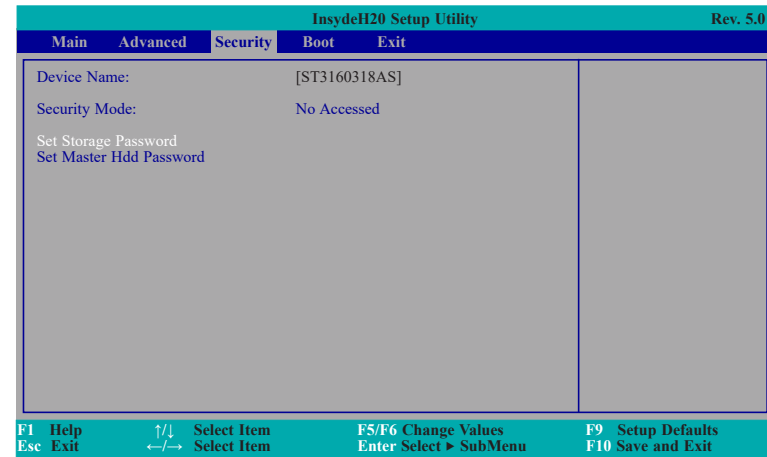 InsydeH20 Setup Utility Rev. 5.0
Main Advanced Security Boot Exit
Device Name: [ST3160318AS]
Security Mode: No Accessed
Set Storage Password
Set Master Hdd Password
F1 Help ↑/↓ Select Item F5/F6 Change Values F9 Setup Defaults
Esc Exit ←/→ Select Item Enter Select ► SubMenu F10 Save and Exit